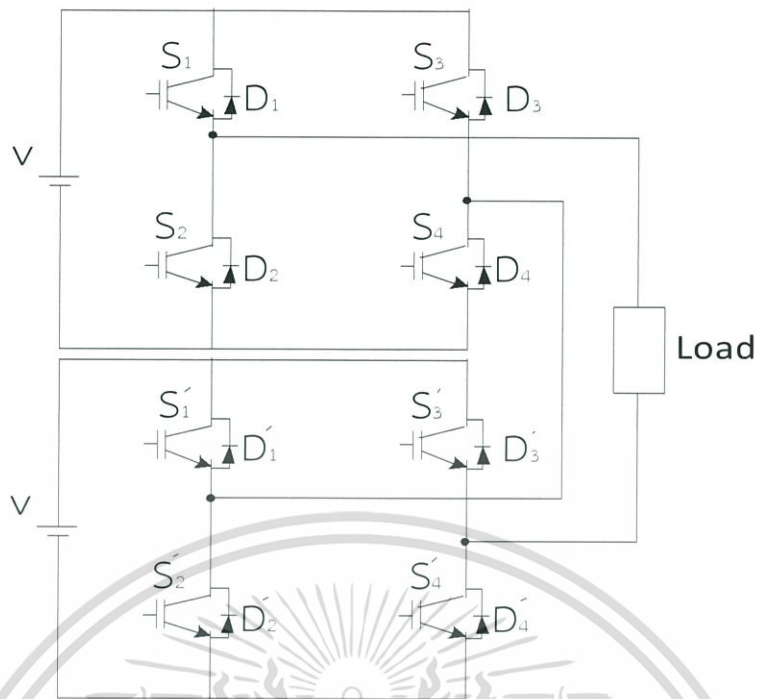 S₁ S₃
D₁ D₃
V
S₂ S₄
D₂ D₄
Load
S₁′ S₃′
D₁′ D₃′
V
S₂′ S₄′
D₂′ D₄′